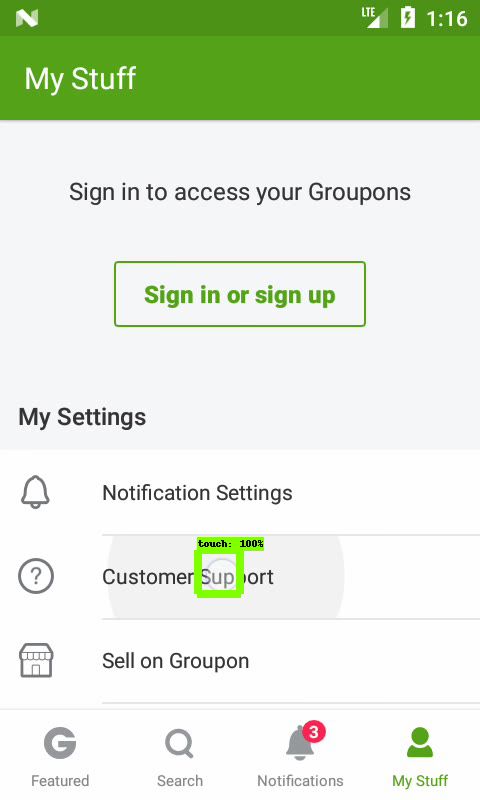 LTE 1:16
My Stuff
Sign in to access your Groupons
Sign in or sign up
My Settings
Notification Settings
touch: 100%
Customer Support
Sell on Groupon
3
Featured Search Notifications My Stuff